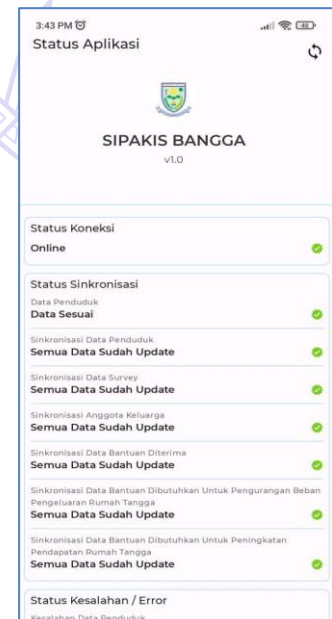 3:43 PM
Status Aplikasi
SIPAKIS BANGGA
v1.0
Status Koneksi
Online
Status Sinkronisasi
Data Penduduk
Data Sesuai
Sinkronisasi Data Penduduk
Semua Data Sudah Update
Sinkronisasi Data Survey
Semua Data Sudah Update
Sinkronisasi Anggota Keluarga
Semua Data Sudah Update
Sinkronisasi Data Bantuan Diterima
Semua Data Sudah Update
Sinkronisasi Data Bantuan Dibutuhkan Untuk Pengurangan Beban
Pengeluaran Rumah Tangga
Semua Data Sudah Update
Sinkronisasi Data Bantuan Dibutuhkan Untuk Peningkatan
Pendapatan Rumah Tangga
Semua Data Sudah Update
Status Kesalahan / Error
Kesalahan Data Penduduk